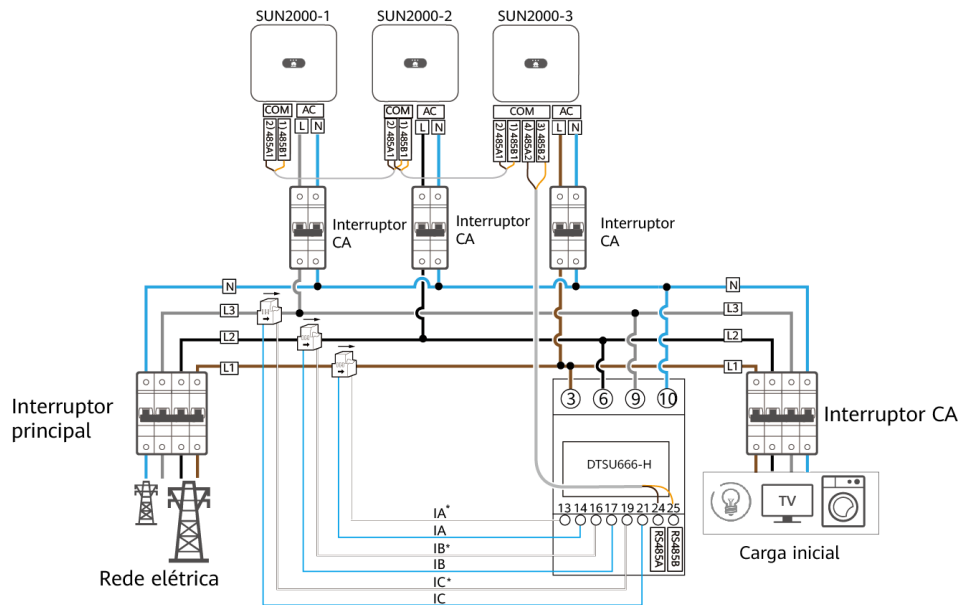 SUN2000-1 SUN2000-2 SUN2000-3
COM AC COM AC COM AC
2) 485A1 1) 485B1 L N 2) 485A1 1) 485B1 L N 2) 485A1 1) 485B1 4) 485A2 3) 485B2 L N
Interruptor
CA
Interruptor
CA
Interruptor
CA
N N
L3 L3
L2 L2
L1 L1
3 6 9 10
Interruptor
principal
Interruptor CA
DTSU666-H
TV
13 14 16 17 19 21 24 25
RS485A RS485B
IA*
IA
IB*
IB
IC*
IC
Rede elétrica
Carga inicial